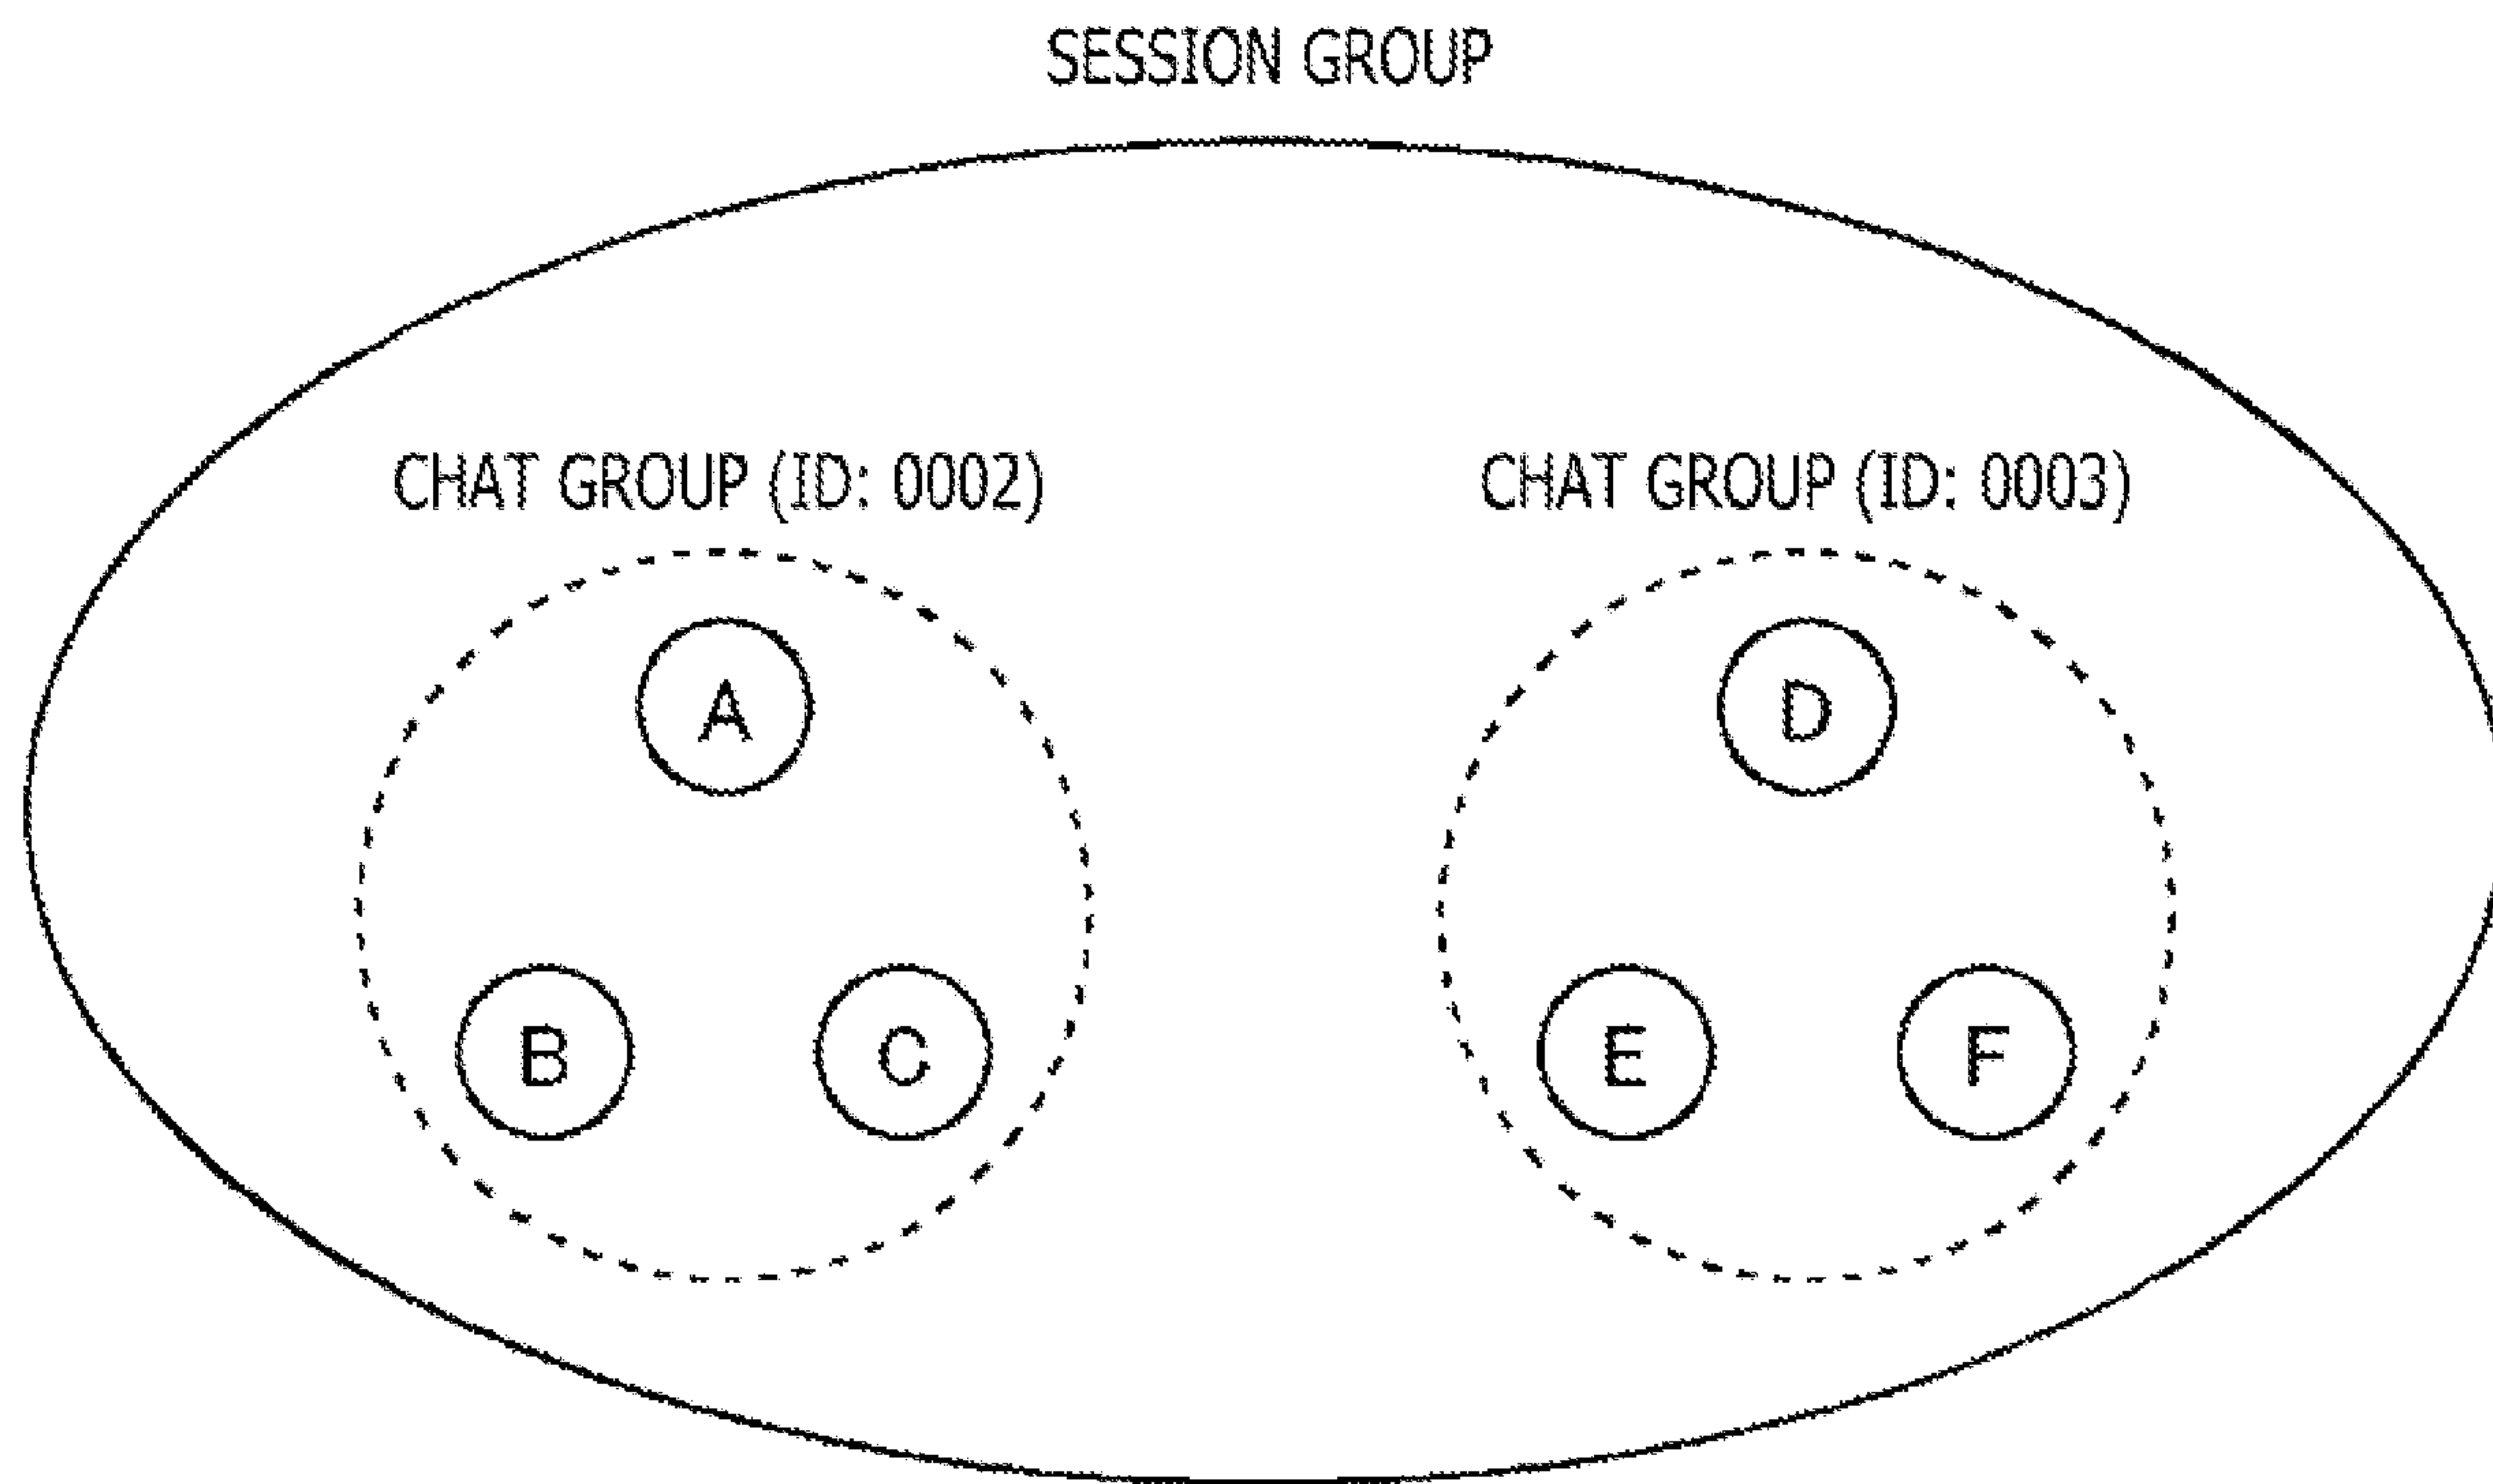 SESSION GROUP
CHAT GROUP (ID: 0002) CHAT GROUP (ID: 0003)
A D
B C E F